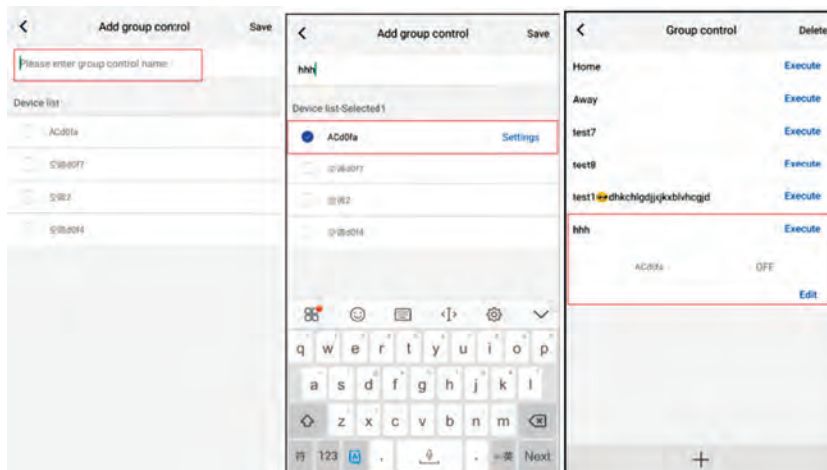 Add group control
Save
Please enter group control name
Device list
ACd0fa
Add group control
Save
hhh
Device list-Selected1
ACd0fa
Settings
q w e r t y u i o p
a s d f g h j k l
z x c v b n m
符 123 , . 英 Next
Group control
Delete
Home
Execute
Away
Execute
test7
Execute
Execute
Execute
hhh
Execute
ACd0fa
OFF
Edit